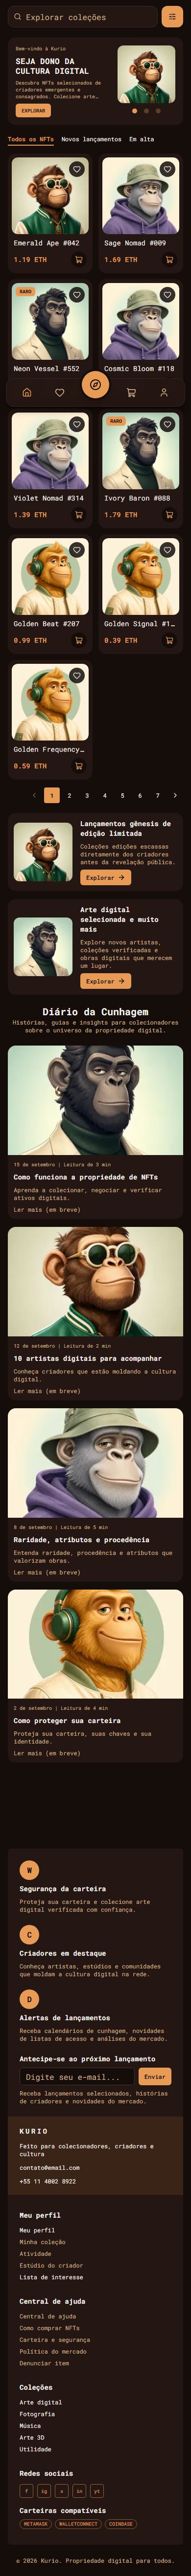 Explorar coleções
Bem-vindo à Kurio
SEJA DONO DA
CULTURA DIGITAL
Descubra NFTs selecionados de
criadores emergentes e
consagrados. Colecione arte…
EXPLORAR
Todos os NFTs
Novos lançamentos
Em alta
Emerald Ape #042
1.19 ETH
Sage Nomad #009
1.69 ETH
RARO
Neon Vessel #552
Cosmic Bloom #118
Violet Nomad #314
1.39 ETH
RARO
Ivory Baron #088
1.79 ETH
Golden Beat #207
0.99 ETH
Golden Signal #1…
0.39 ETH
Golden Frequency…
0.59 ETH
1 2 3 4 5 6 7
Lançamentos gênesis de
edição limitada
Coleções edições escassas
diretamente dos criadores
antes da revelação pública.
Explorar
Arte digital
selecionada e muito
mais
Explore novos artistas,
coleções verificadas e
obras digitais que merecem
um lugar.
Explorar
Diário da Cunhagem
Histórias, guias e insights para colecionadores
sobre o universo da propriedade digital.
15 de setembro | Leitura de 3 min
Como funciona a propriedade de NFTs
Aprenda a colecionar, negociar e verificar
ativos digitais.
Ler mais (em breve)
12 de setembro | Leitura de 2 min
10 artistas digitais para acompanhar
Conheça criadores que estão moldando a cultura
digital.
Ler mais (em breve)
8 de setembro | Leitura de 5 min
Raridade, atributos e procedência
Entenda raridade, procedência e atributos que
valorizam obras.
Ler mais (em breve)
2 de setembro | Leitura de 4 min
Como proteger sua carteira
Proteja sua carteira, suas chaves e sua
identidade.
Ler mais (em breve)
W
Segurança da carteira
Proteja sua carteira e colecione arte
digital verificada com confiança.
C
Criadores em destaque
Conheça artistas, estúdios e comunidades
que moldam a cultura digital na rede.
D
Alertas de lançamentos
Receba calendários de cunhagem, novidades
de listas de acesso e análises do mercado.
Antecipe-se ao próximo lançamento
Digite seu e-mail...
Enviar
Receba lançamentos selecionados, histórias
de criadores e novidades do mercado.
KURIO
Feito para colecionadores, criadores e
cultura
contato@email.com
+55 11 4002 8922
Meu perfil
Meu perfil
Minha coleção
Atividade
Estúdio do criador
Lista de interesse
Central de ajuda
Central de ajuda
Como comprar NFTs
Carteira e segurança
Política do mercado
Denunciar item
Coleções
Arte digital
Fotografia
Música
Arte 3D
Utilidade
Redes sociais
f
ig
x
in
yt
Carteiras compatíveis
METAMASK
WALLETCONNECT
COINBASE
© 2026 Kurio. Propriedade digital para todos.